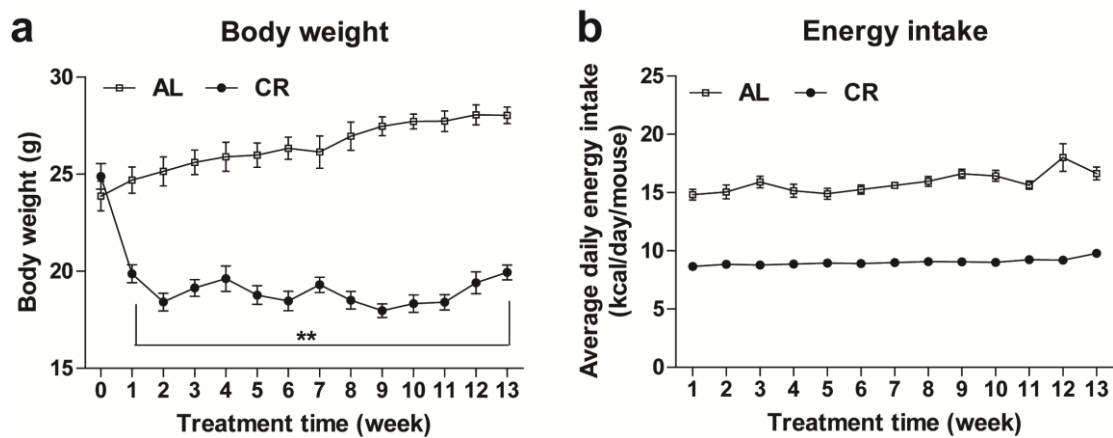 a
Body weight
AL
CR
Body weight (g)
30
25
20
15
**
0 1 2 3 4 5 6 7 8 9 10 11 12 13
Treatment time (week)
b
Energy intake
AL
CR
Average daily energy intake
(kcal/day/mouse)
25
20
15
10
5
0
1 2 3 4 5 6 7 8 9 10 11 12 13
Treatment time (week)